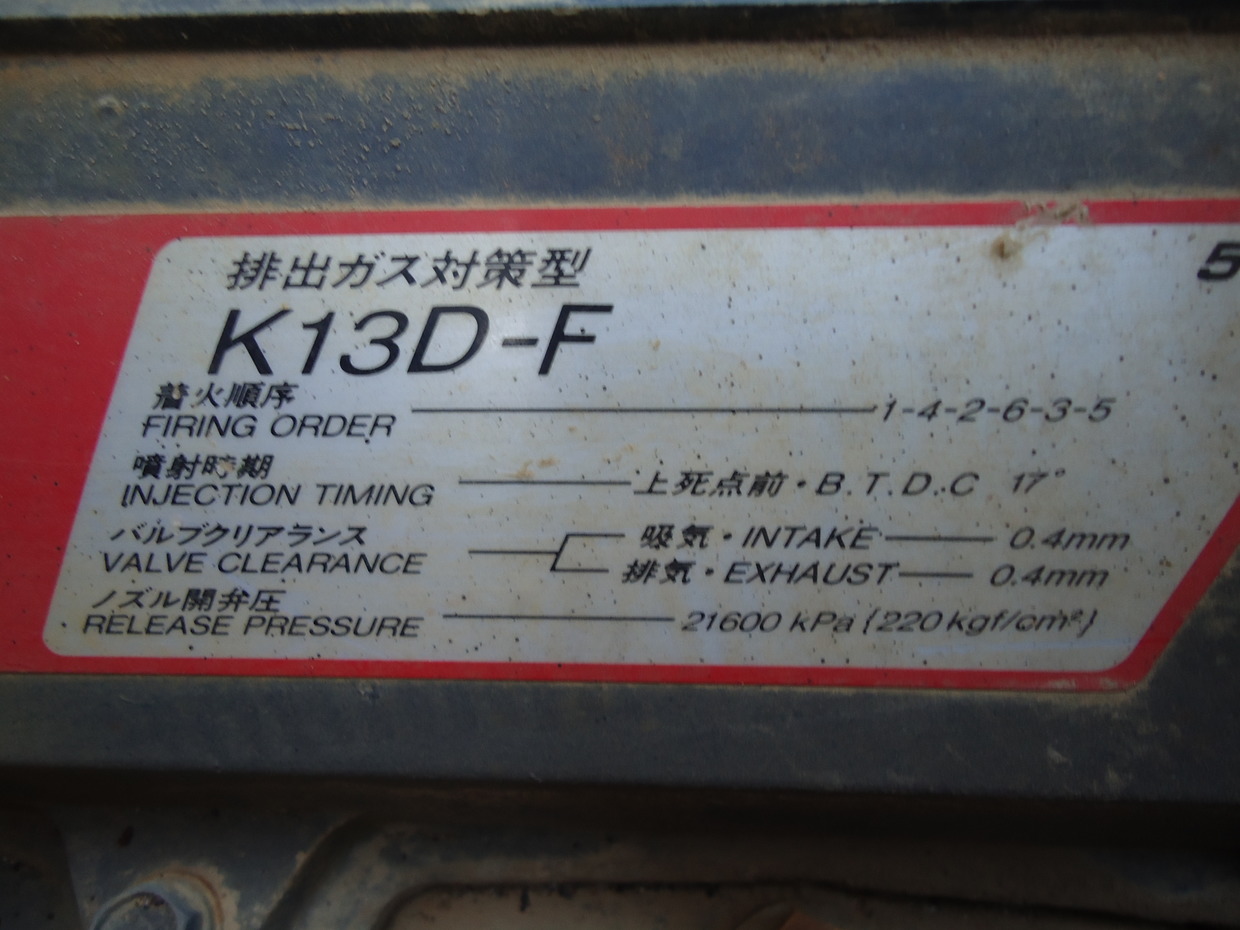 排出ガス対策型
5
K13D-F
着火順序
FIRING ORDER 1-4-2-6-3-5
噴射時期
INJECTION TIMING 上死点前・B.T.D.C 17°
バルブクリアランス
VALVE CLEARANCE
吸気・INTAKE 0.4mm
排気・EXHAUST 0.4mm
ノズル開弁圧
RELEASE PRESSURE 21600 kPa {220kgf/cm²}